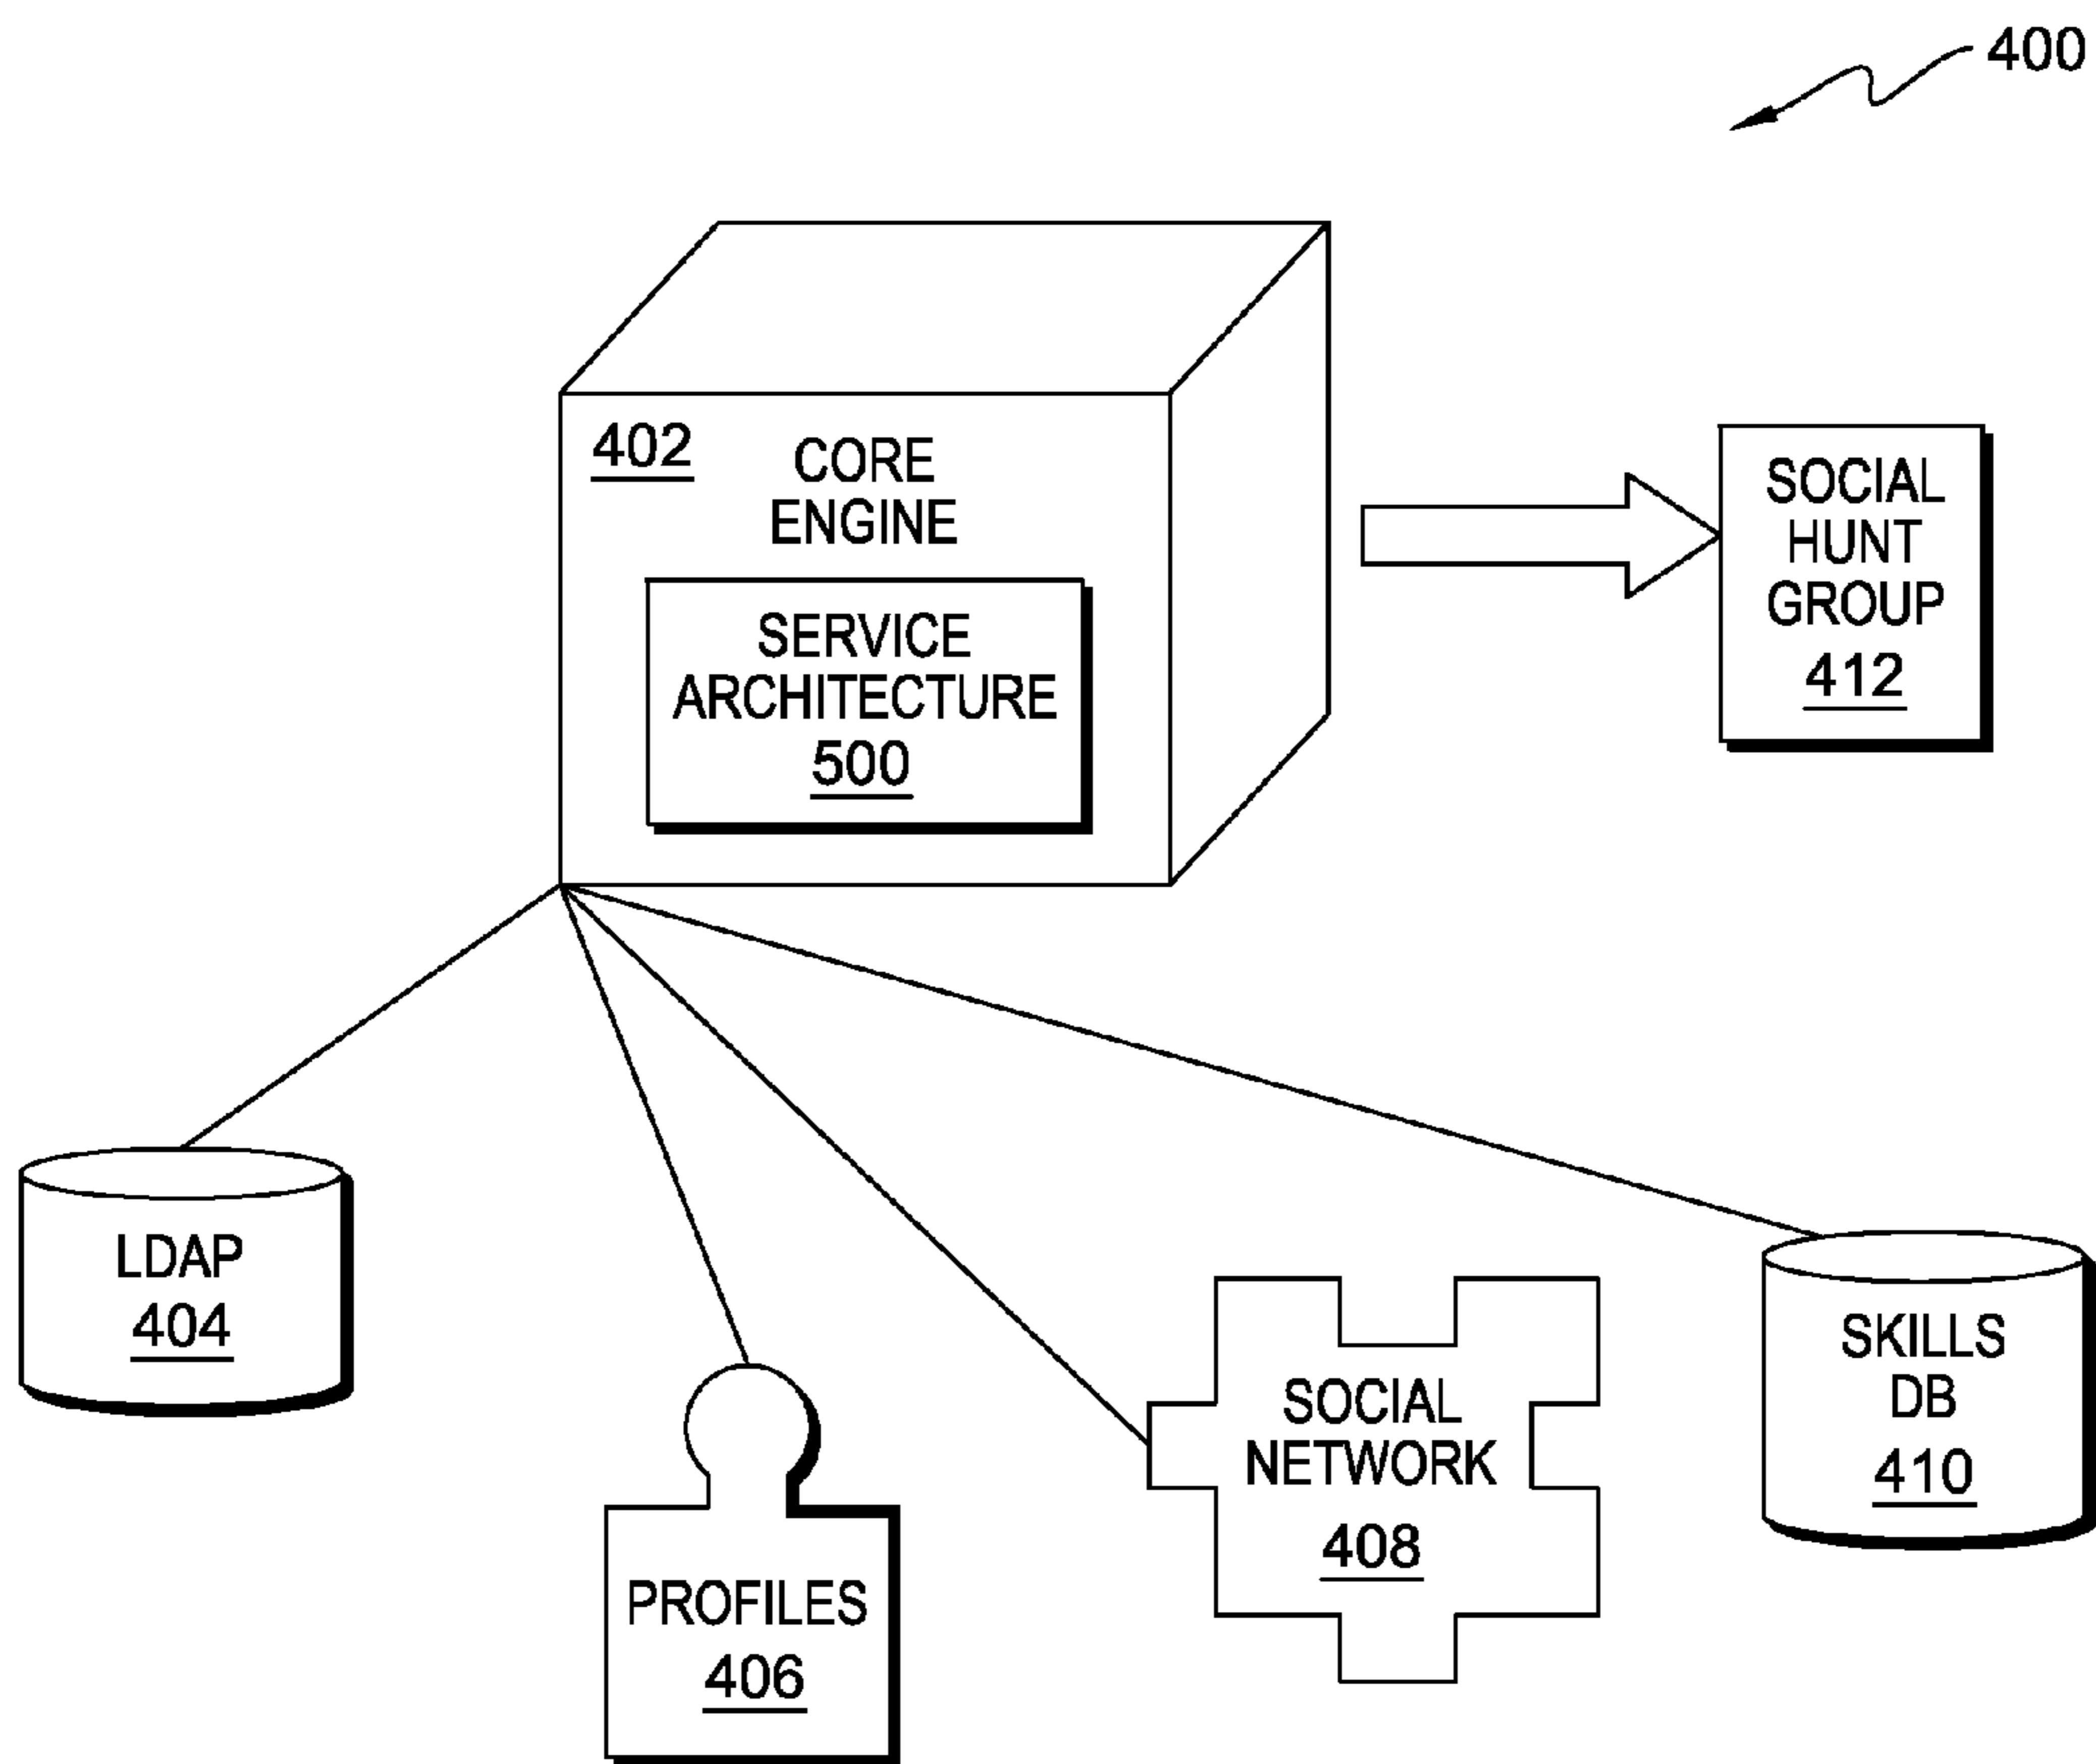 400
402
CORE
ENGINE
SERVICE
ARCHITECTURE
500
SOCIAL
HUNT
GROUP
412
LDAP
404
PROFILES
406
SOCIAL
NETWORK
408
SKILLS
DB
410